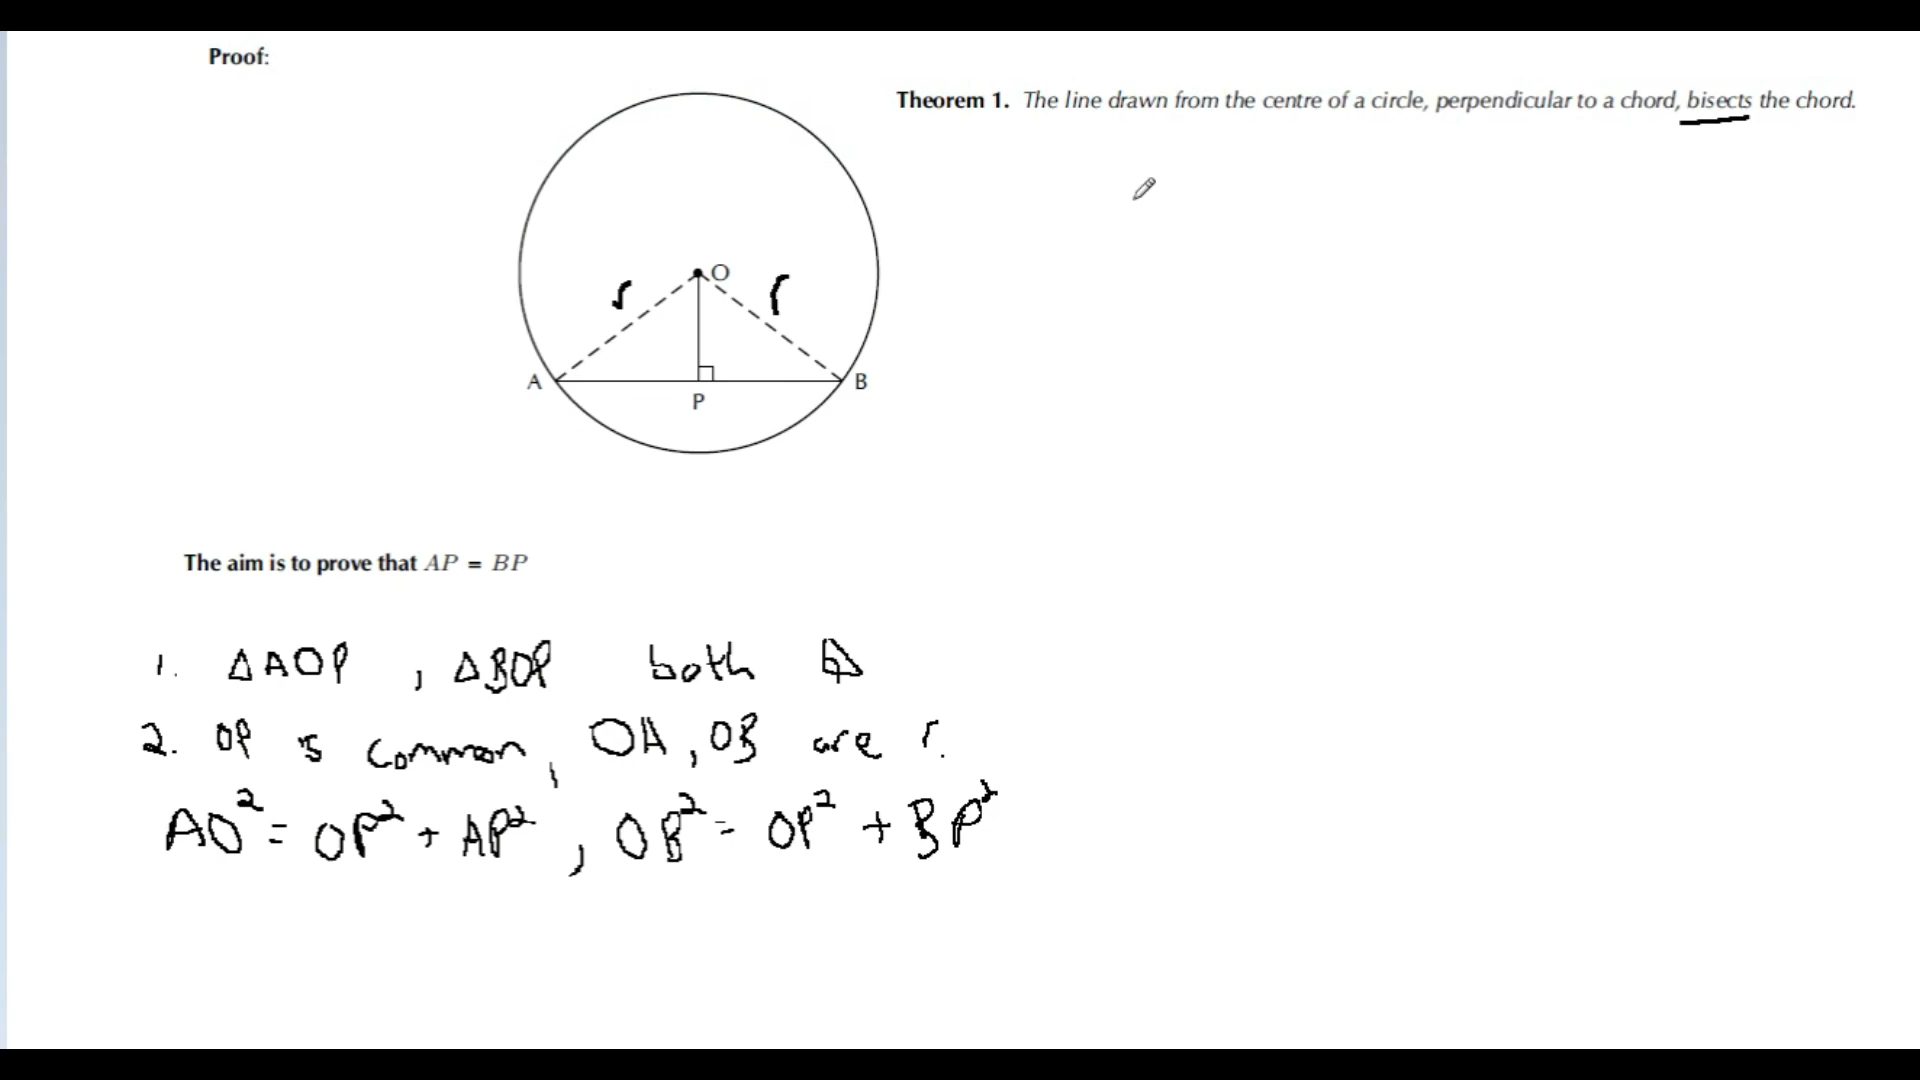 Proof:
Theorem 1. The line drawn from the centre of a circle, perpendicular to a chord, bisects the chord.
O
r r
A B
P
The aim is to prove that AP = BP
1. △AOP , △BOP both
2. OP is common, OA, OB are r.
AO² = OP² + AP² , OB² = OP² + BP²